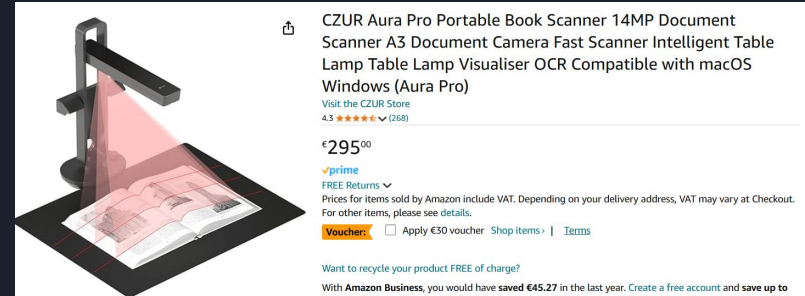 CZUR Aura Pro Portable Book Scanner 14MP Document
Scanner A3 Document Camera Fast Scanner Intelligent Table
Lamp Table Lamp Visualiser OCR Compatible with macOS
Windows (Aura Pro)
Visit the CZUR Store
4.3 (268)
€295⁰⁰
prime
FREE Returns
Prices for items sold by Amazon include VAT. Depending on your delivery address, VAT may vary at Checkout.
For other items, please see details.
Voucher: Apply €30 voucher Shop items › | Terms
Want to recycle your product FREE of charge?
With Amazon Business, you would have saved €45.27 in the last year. Create a free account and save up to